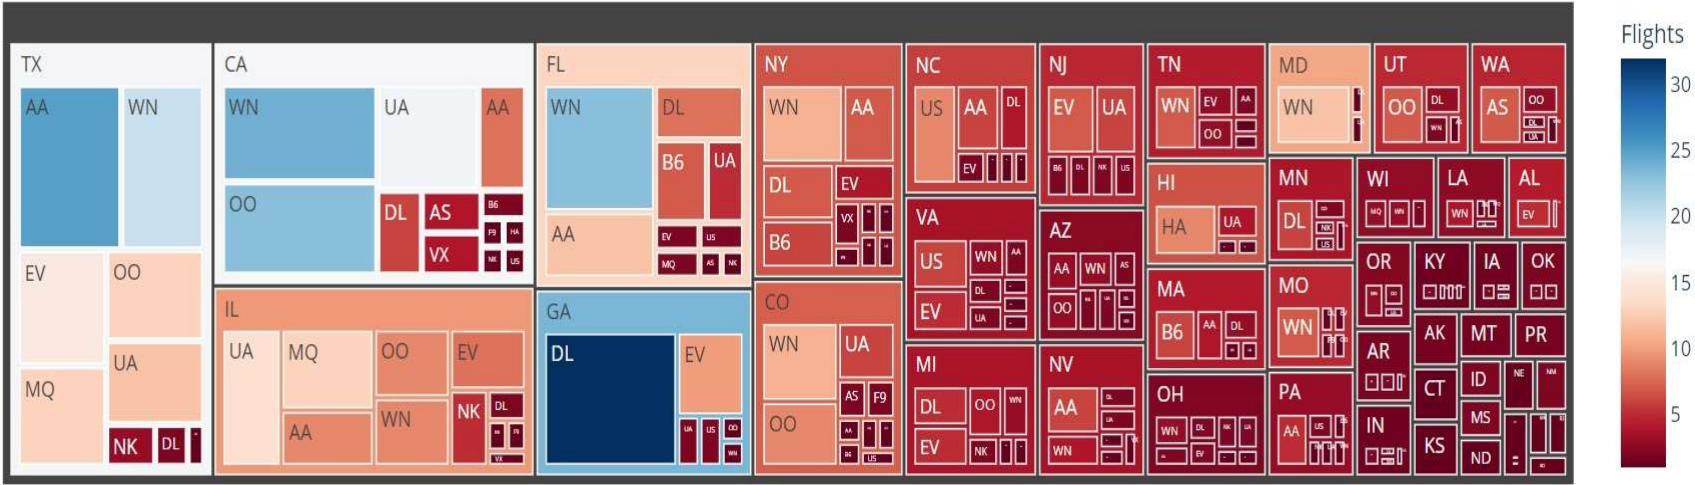 TX
AA
WN
EV
OO
MQ
UA
NK
DL
CA
WN
UA
AA
OO
DL
AS
VX
B6
F9
HA
NK
US
IL
UA
MQ
OO
EV
AA
WN
NK
DL
F9
VX
FL
WN
DL
B6
UA
AA
EV
US
MQ
AS
NK
GA
DL
EV
UA
US
OO
WN
NY
WN
AA
DL
EV
VX
B6
CO
WN
UA
AS
F9
OO
AA
B6
US
NC
US
AA
DL
EV
VA
US
WN
AA
DL
EV
UA
MI
DL
OO
WN
EV
NK
NJ
EV
UA
B6
DL
NK
US
AZ
AA
WN
AS
OO
NV
AA
DL
UA
WN
TN
WN
EV
AA
OO
HI
HA
UA
MA
B6
AA
DL
OH
WN
DL
NK
UA
EV
MD
WN
MN
DL
NK
US
MO
WN
PA
AA
US
UT
OO
DL
WN
WA
AS
OO
DL
UA
WI
MQ
WN
LA
WN
AL
EV
OR
KY
IA
OK
AR
AK
MT
PR
IN
CT
ID
NE
NM
MS
KS
ND
Flights
30
25
20
15
10
5